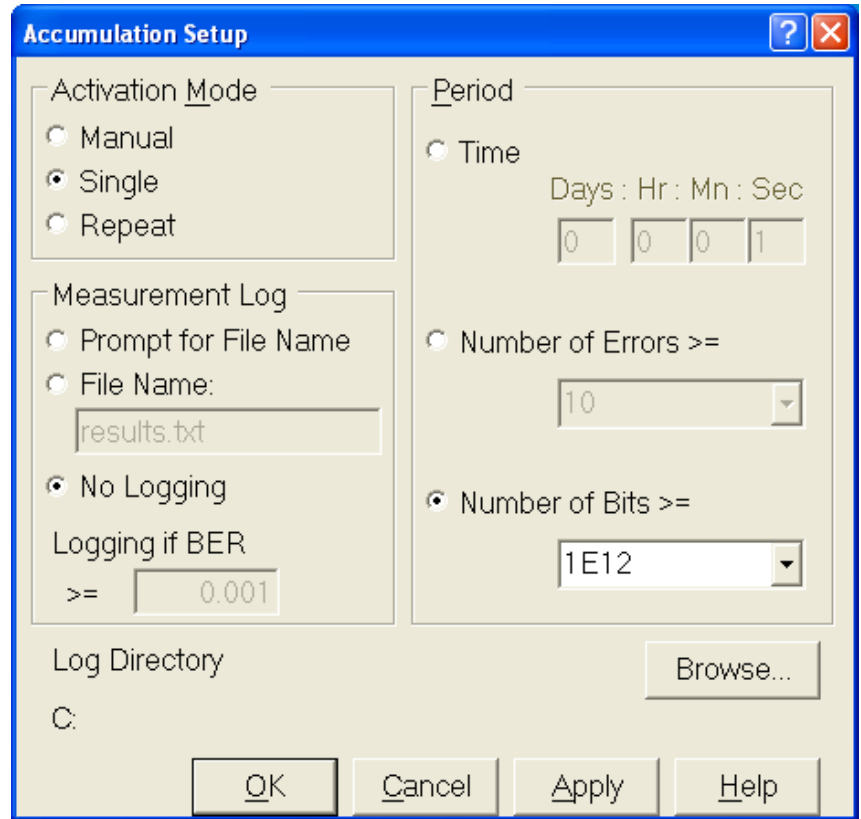 Accumulation Setup
Activation Mode
Manual
Single
Repeat
Measurement Log
Prompt for File Name
File Name:
results.txt
No Logging
Logging if BER
>= 0.001
Period
Time
Days : Hr : Mn : Sec
0 0 0 1
Number of Errors >=
10
Number of Bits >=
1E12
Log Directory
Browse...
C:
OK Cancel Apply Help